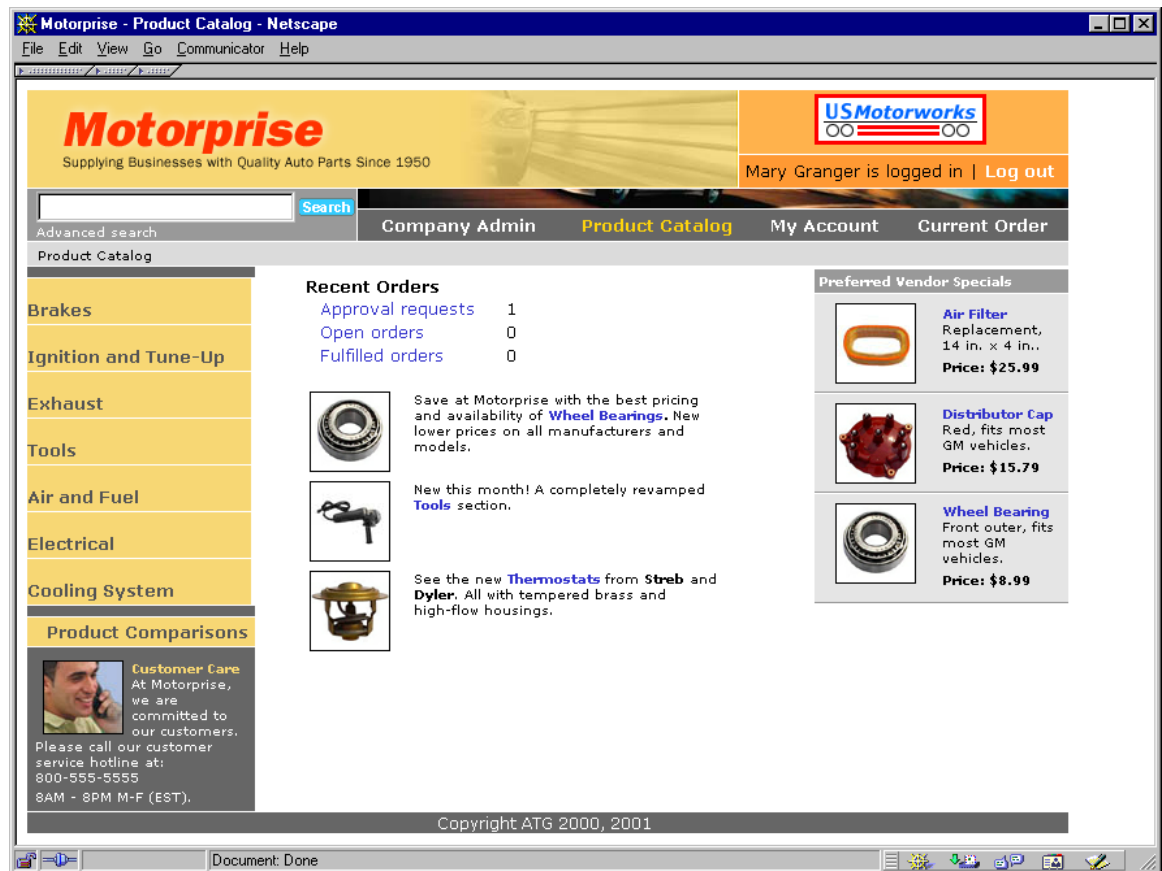 Motorprise - Product Catalog - Netscape
File Edit View Go Communicator Help
Motorprise
Supplying Businesses with Quality Auto Parts Since 1950
USMotorworks
Mary Granger is logged in | Log out
Search
Advanced search
Company Admin Product Catalog My Account Current Order
Product Catalog
Brakes
Ignition and Tune-Up
Exhaust
Tools
Air and Fuel
Electrical
Cooling System
Product Comparisons
Customer Care
At Motorprise,
we are
committed to
our customers.
Please call our customer
service hotline at:
800-555-5555
8AM - 8PM M-F (EST).
Recent Orders
Approval requests 1
Open orders 0
Fulfilled orders 0
Save at Motorprise with the best pricing
and availability of Wheel Bearings. New
lower prices on all manufacturers and
models.
New this month! A completely revamped
Tools section.
See the new Thermostats from Streb and
Dyler. All with tempered brass and
high-flow housings.
Preferred Vendor Specials
Air Filter
Replacement,
14 in. x 4 in..
Price: $25.99
Distributor Cap
Red, fits most
GM vehicles.
Price: $15.79
Wheel Bearing
Front outer, fits
most GM
vehicles.
Price: $8.99
Copyright ATG 2000, 2001
Document: Done